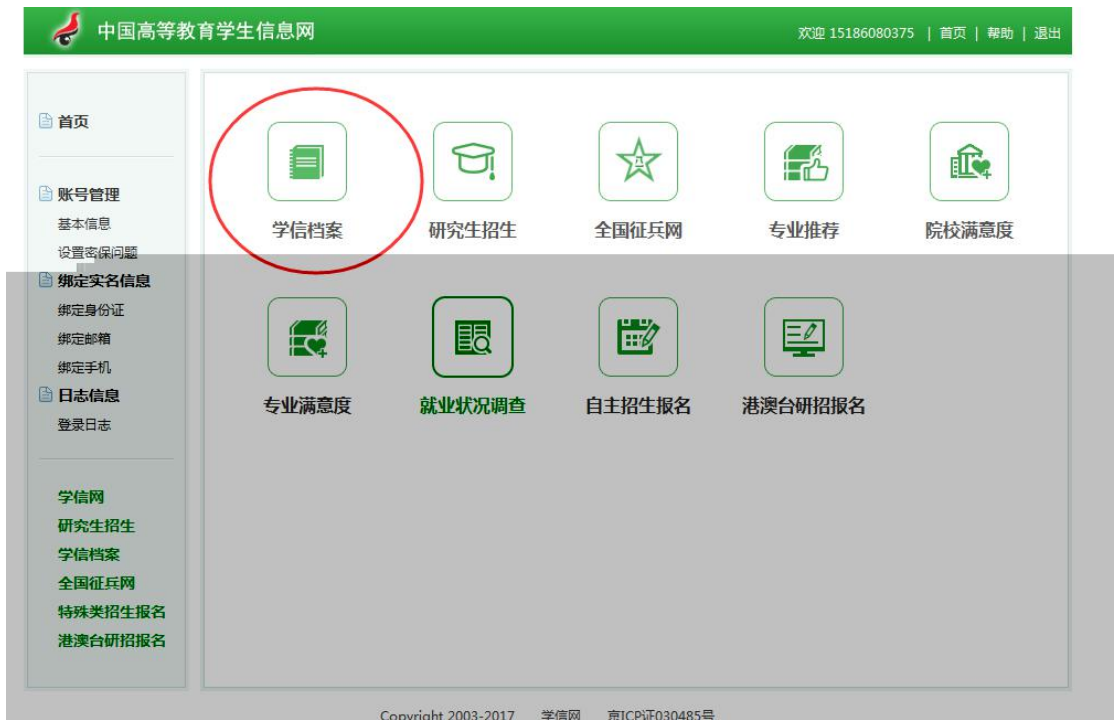 中国高等教育学生信息网
欢迎 15186080375 | 首页 | 帮助 | 退出
首页
账号管理
基本信息
设置密保问题
绑定实名信息
绑定身份证
绑定邮箱
绑定手机
日志信息
登录日志
学信网
研究生招生
学信档案
全国征兵网
特殊类招生报名
港澳台研招报名
学信档案 研究生招生 全国征兵网 专业推荐 院校满意度
专业满意度 就业状况调查 自主招生报名 港澳台研招报名
Copyright 2003-2017 学信网 京ICP证030485号